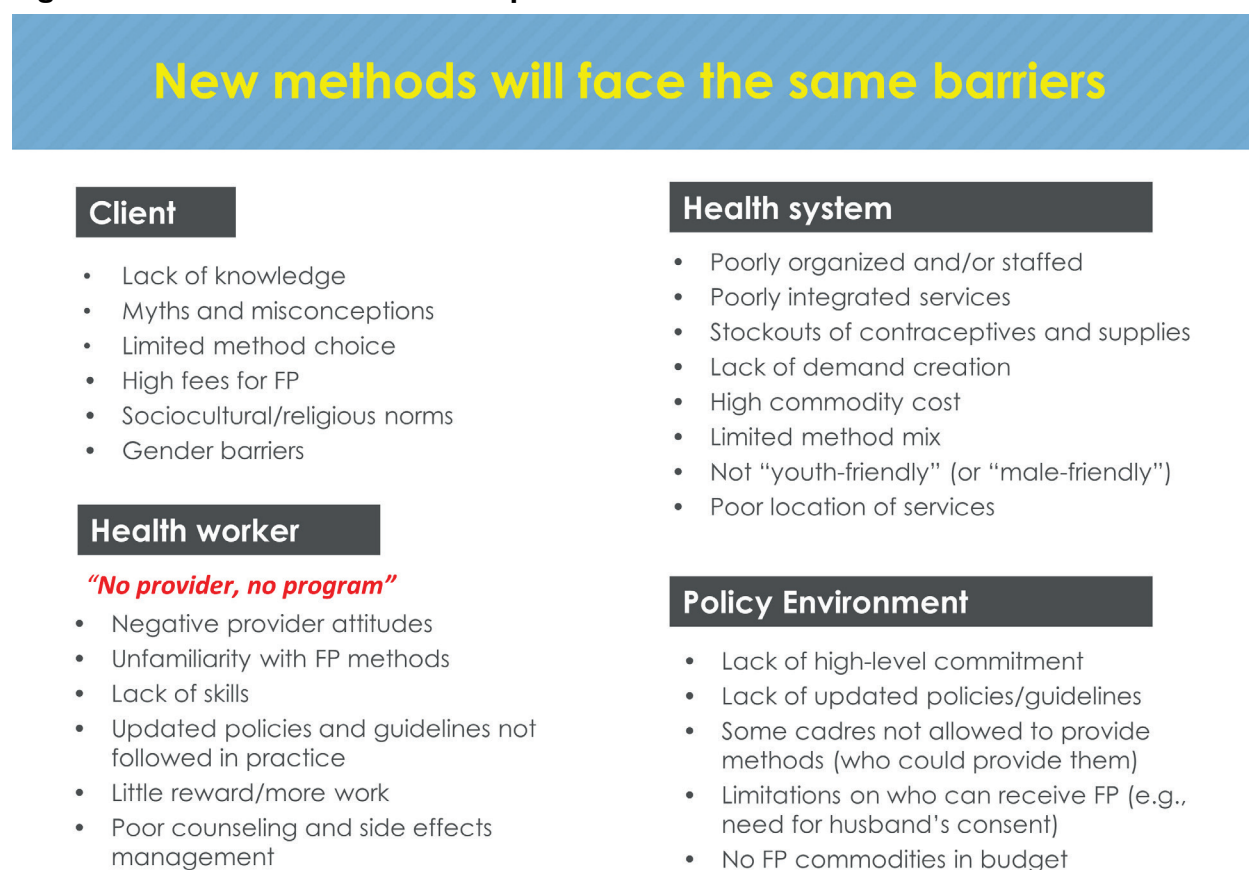 New methods will face the same barriers
Client
• Lack of knowledge
• Myths and misconceptions
• Limited method choice
• High fees for FP
• Sociocultural/religious norms
• Gender barriers
Health worker
“No provider, no program”
• Negative provider attitudes
• Unfamiliarity with FP methods
• Lack of skills
• Updated policies and guidelines not
followed in practice
• Little reward/more work
• Poor counseling and side effects
management
Health system
• Poorly organized and/or staffed
• Poorly integrated services
• Stockouts of contraceptives and supplies
• Lack of demand creation
• High commodity cost
• Limited method mix
• Not “youth-friendly” (or “male-friendly”)
• Poor location of services
Policy Environment
• Lack of high-level commitment
• Lack of updated policies/guidelines
• Some cadres not allowed to provide
methods (who could provide them)
• Limitations on who can receive FP (e.g.,
need for husband’s consent)
• No FP commodities in budget